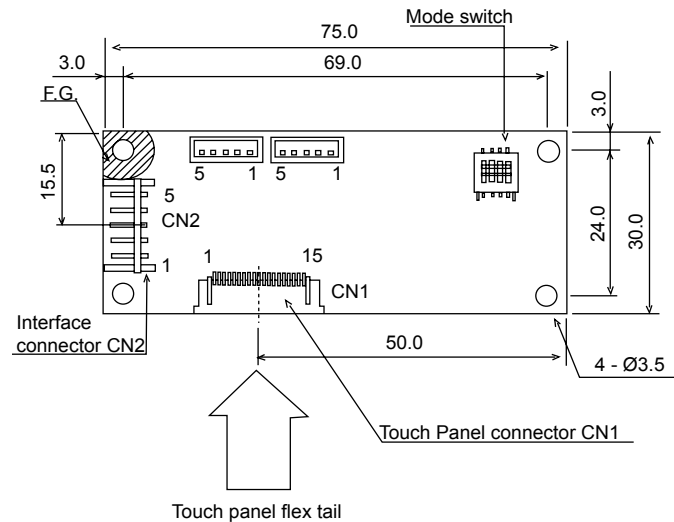 Mode switch
75.0
3.0
69.0
F.G.
3.0
15.5
5
1
5
1
5
CN2
24.0
30.0
1
1
15
CN1
Interface
connector CN2
50.0
4 - Ø3.5
Touch Panel connector CN1
Touch panel flex tail